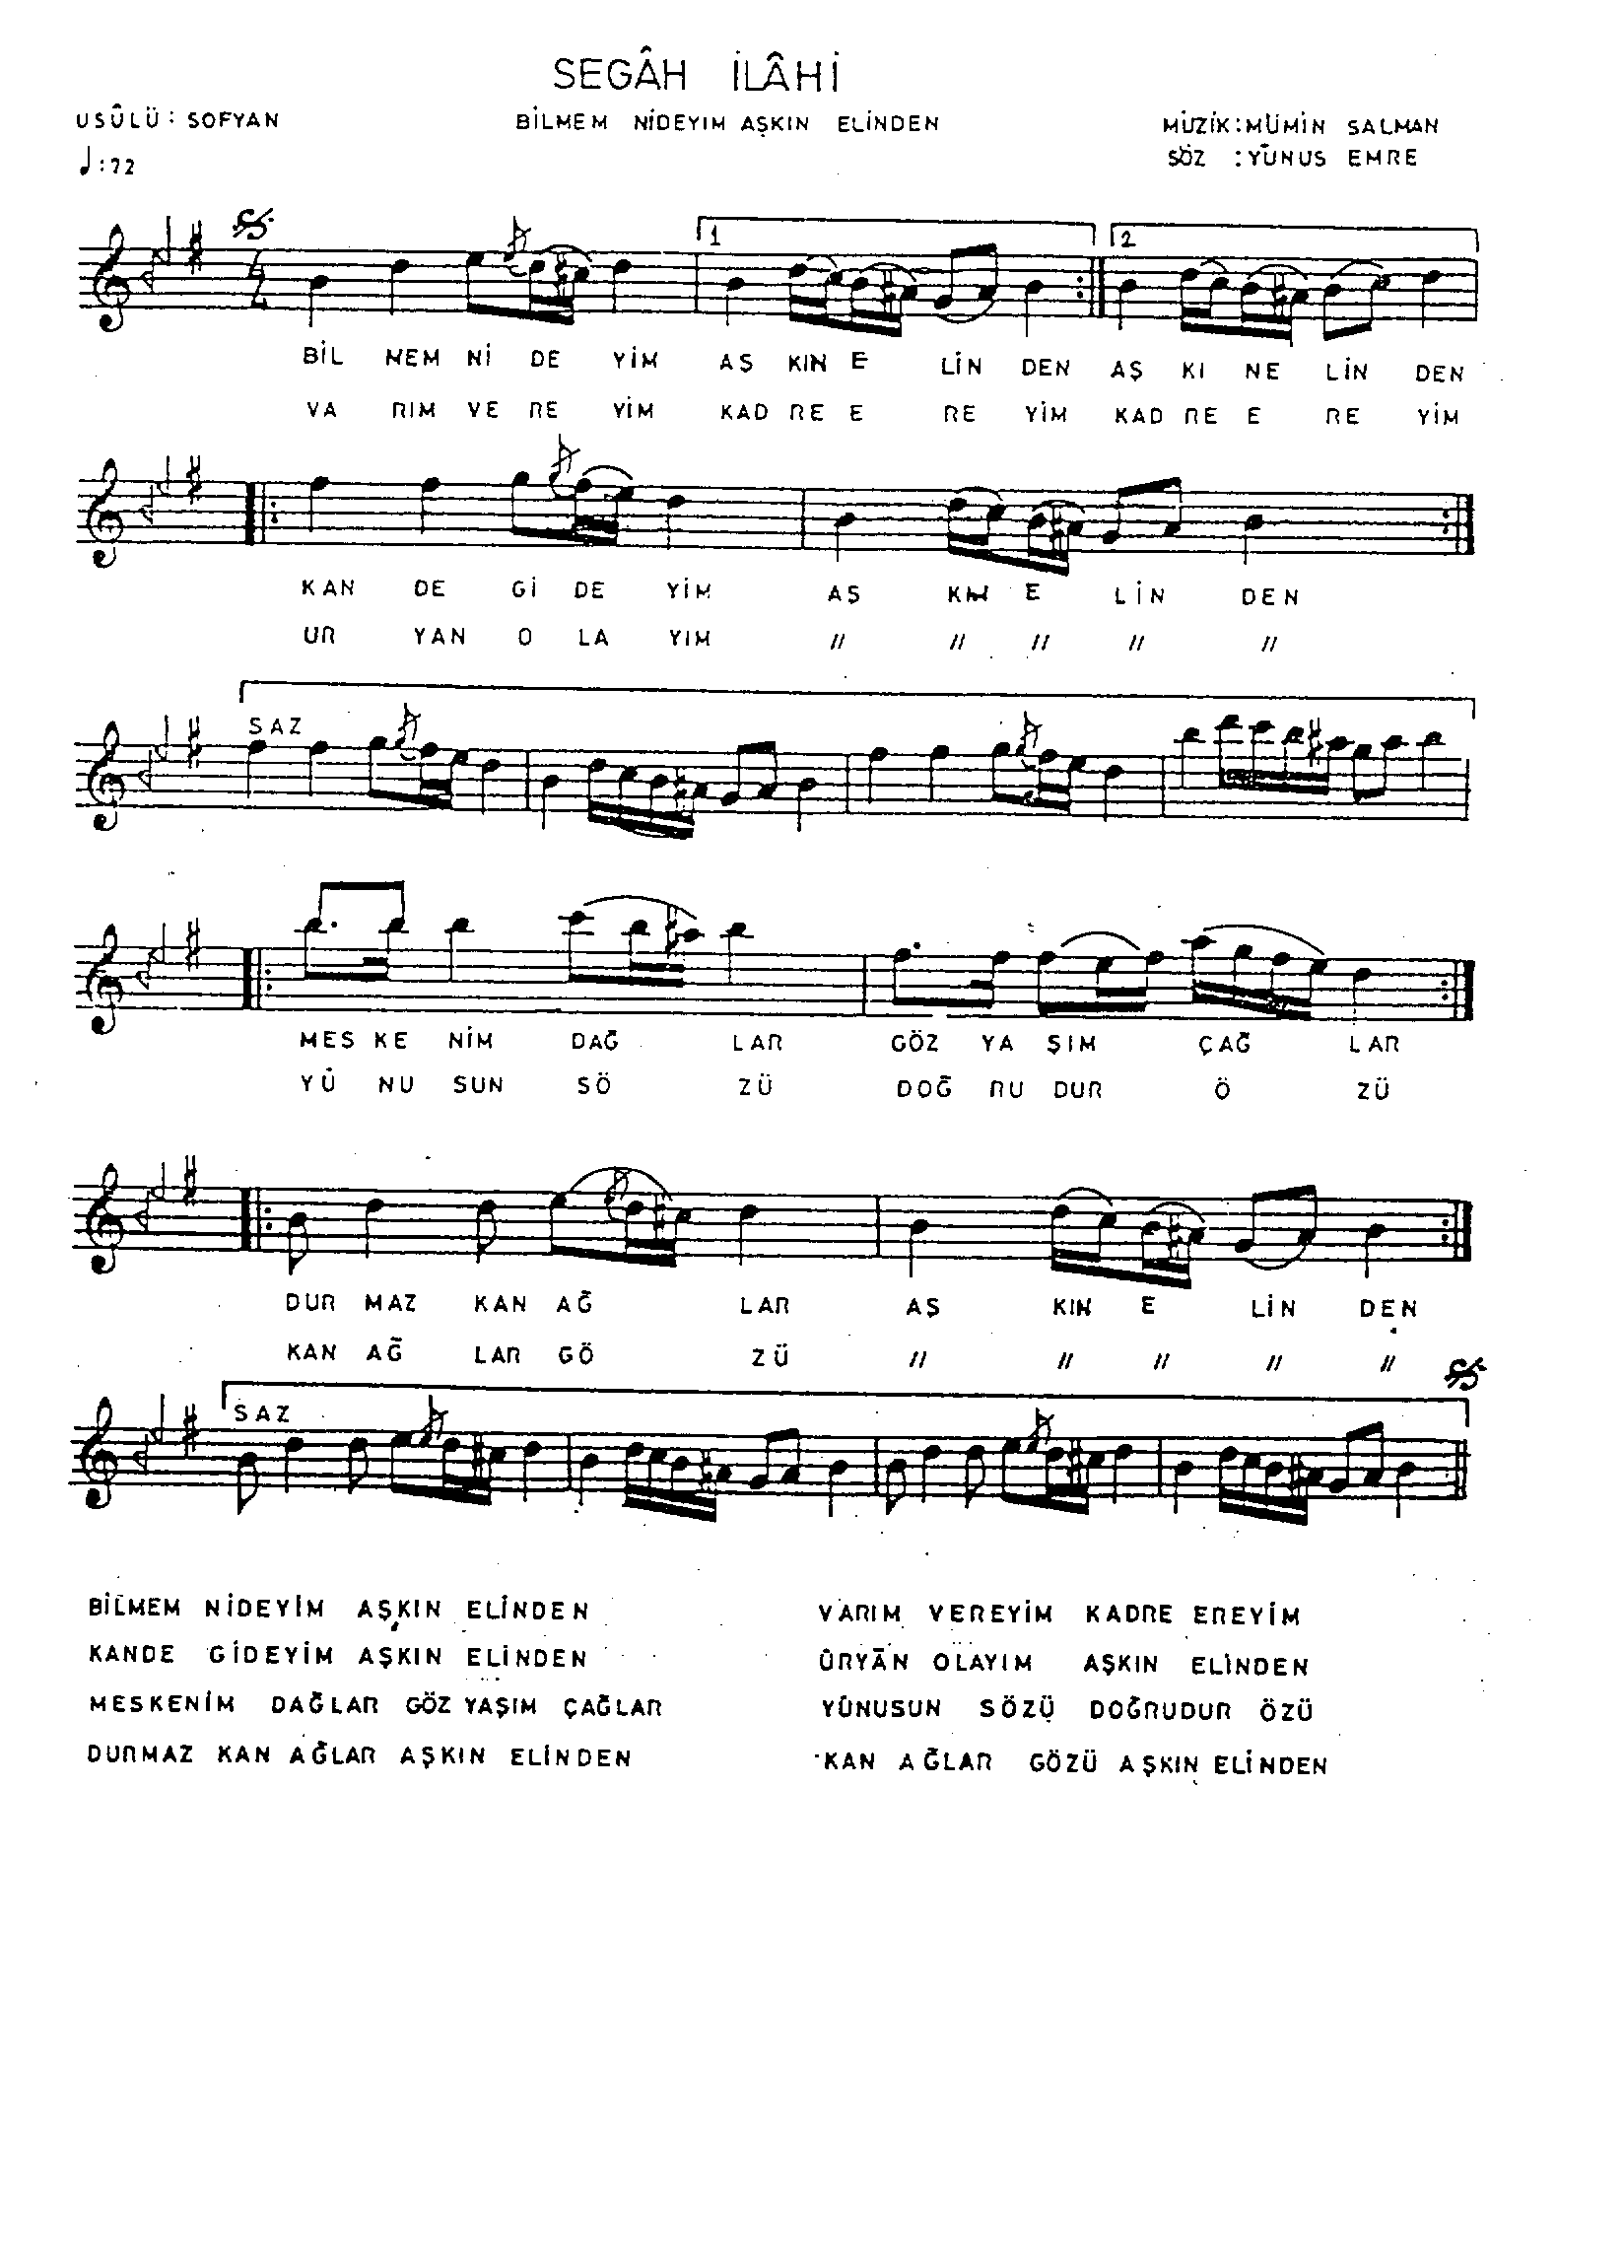 SEGÂH İLÂHİ
USÛLÜ : SOFYAN
BİLMEM NİDEYIM AŞKIN ELİNDEN
MÜZİK : MÜMİN SALMAN
♩ : 72
SÖZ : YÛNUS EMRE
1 2
4/4
BİL MEM Nİ DE YİM AŞ KIN E LİN DEN AŞ KI NE LİN DEN
VA RIM VE RE YİM KAD RE E RE YİM KAD RE E RE YİM
KAN DE Gİ DE YİM AŞ KIN E LİN DEN
UR YAN O LA YIM // // // // //
SAZ
MES KE NİM DAĞ LAR GÖZ YA ŞIM ÇAĞ LAR
YÛ NU SUN SÖ ZÜ DOĞ RU DUR Ö ZÜ
DUR MAZ KAN AĞ LAR AŞ KIN E LİN DEN
KAN AĞ LAR GÖ ZÜ // // // // //
SAZ
BİLMEM NİDEYİM AŞKIN ELİNDEN
KANDE GİDEYİM AŞKIN ELİNDEN
MESKENİM DAĞLAR GÖZ YAŞIM ÇAĞLAR
DURMAZ KAN AĞLAR AŞKIN ELİNDEN
VARIM VEREYİM KADRE EREYİM
ÛRYÂN OLAYIM AŞKIN ELİNDEN
YÛNUSUN SÖZÜ DOĞRUDUR ÖZÜ
KAN AĞLAR GÖZÜ AŞKIN ELİNDEN